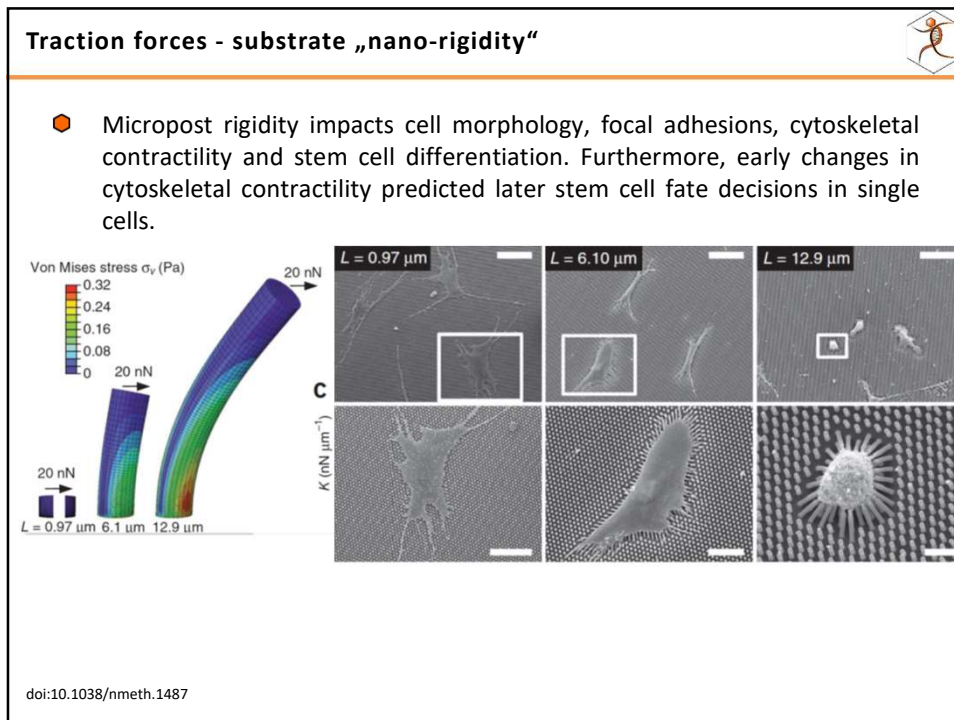 Traction forces - substrate „nano-rigidity“
Micropost rigidity impacts cell morphology, focal adhesions, cytoskeletal
contractility and stem cell differentiation. Furthermore, early changes in
cytoskeletal contractility predicted later stem cell fate decisions in single
cells.
Von Mises stress σv (Pa)
0.32
0.24
0.16
0.08
0
20 nN
20 nN
20 nN
L = 0.97 μm 6.1 μm 12.9 μm
C
K (nN μm⁻¹)
L = 0.97 μm
L = 6.10 μm
L = 12.9 μm
doi:10.1038/nmeth.1487